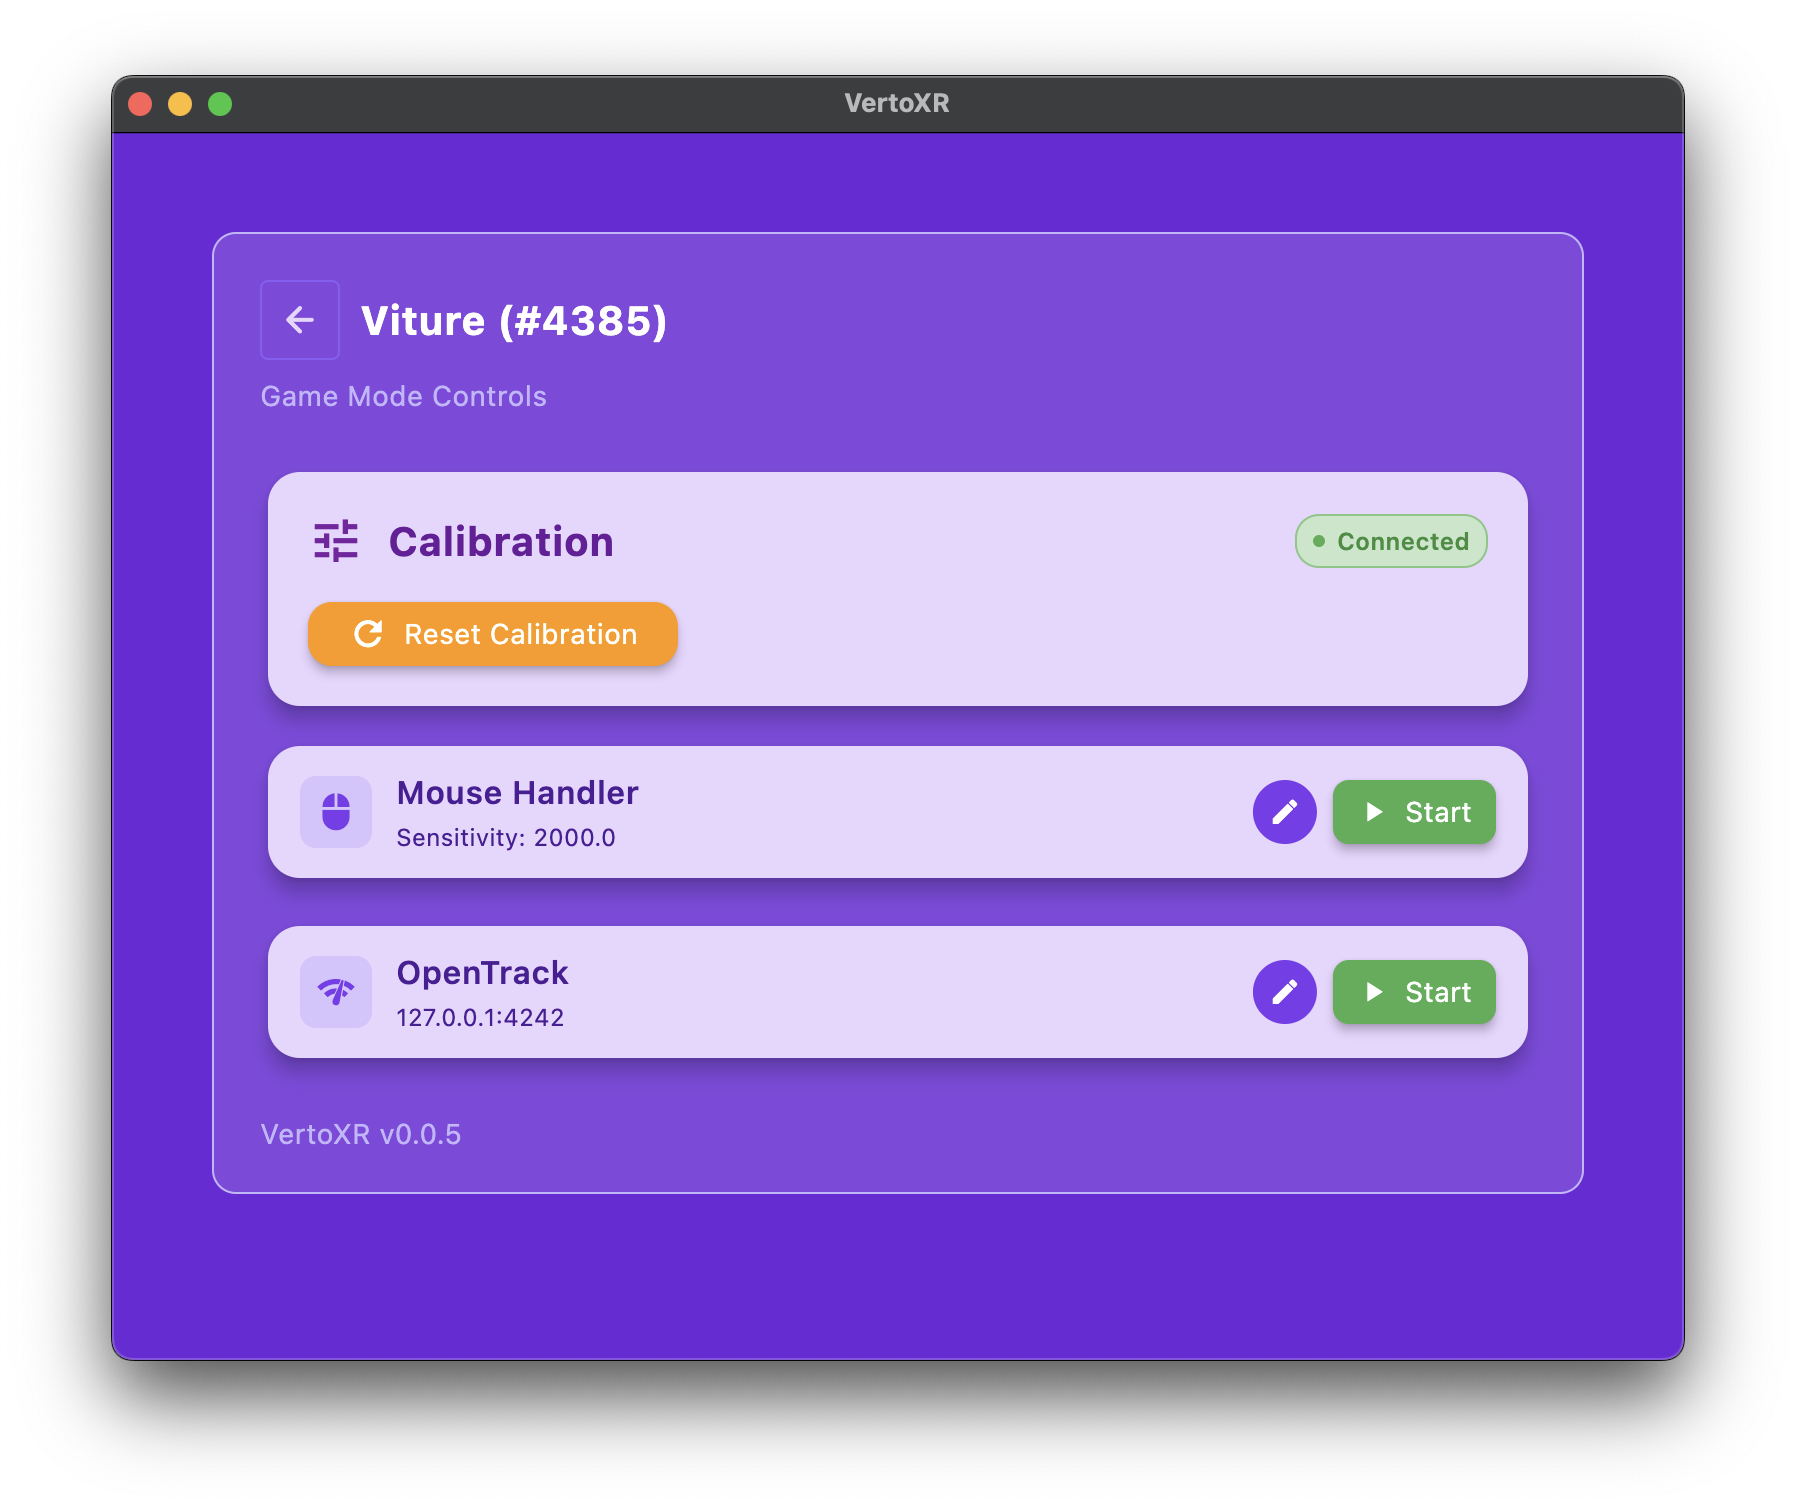 VertoXR
Viture (#4385)
Game Mode Controls
Calibration
Connected
Reset Calibration
Mouse Handler
Sensitivity: 2000.0
Start
OpenTrack
127.0.0.1:4242
Start
VertoXR v0.0.5